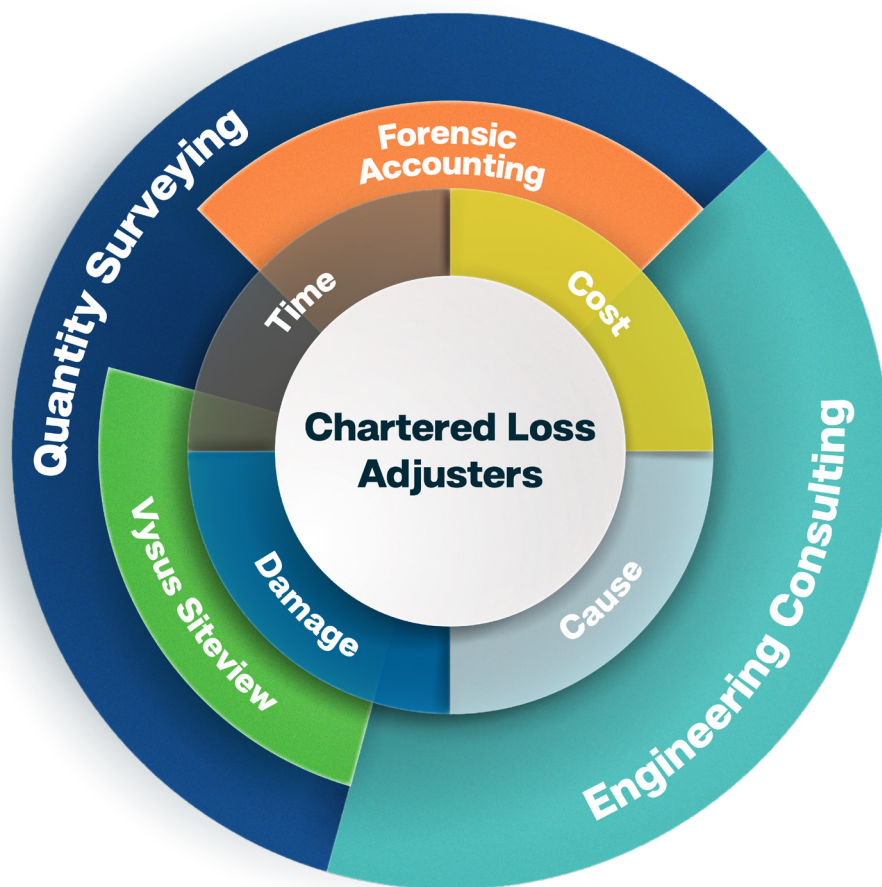 Quantity Surveying
Forensic
Accounting
Time
Cost
Chartered Loss
Adjusters
Vysus Siteview
Damage
Cause
Engineering Consulting